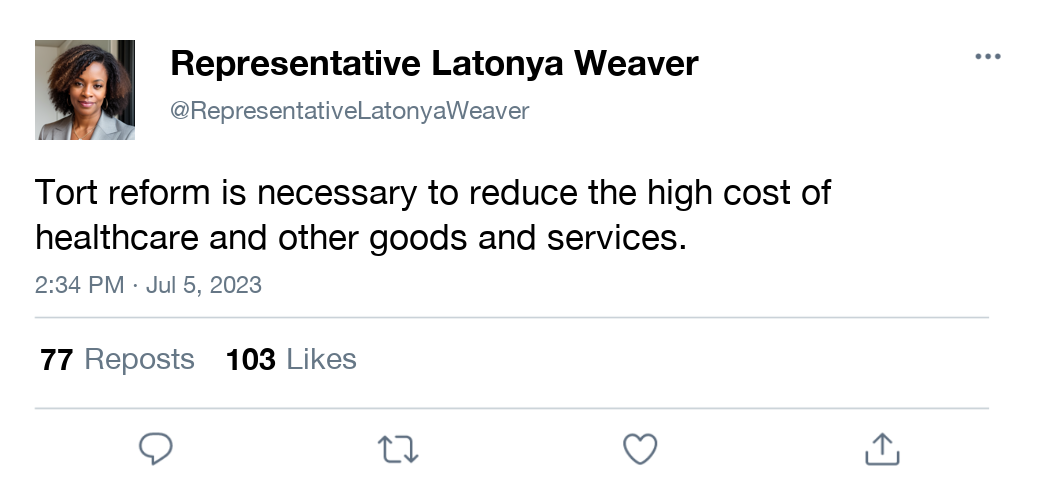 Representative Latonya Weaver
@RepresentativeLatonyaWeaver
Tort reform is necessary to reduce the high cost of
healthcare and other goods and services.
2:34 PM · Jul 5, 2023
77 Reposts 103 Likes